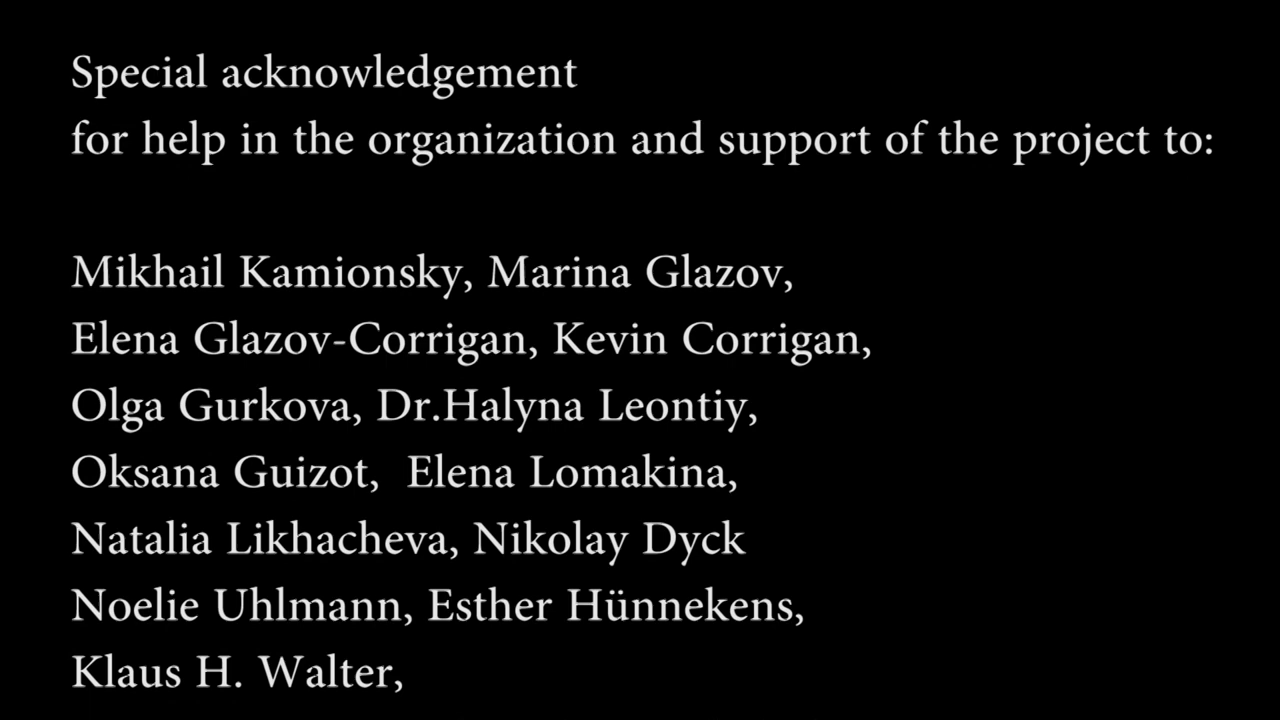 Special acknowledgement
for help in the organization and support of the project to:
Mikhail Kamionsky, Marina Glazov,
Elena Glazov-Corrigan, Kevin Corrigan,
Olga Gurkova, Dr.Halyna Leontiy,
Oksana Guizot,  Elena Lomakina,
Natalia Likhacheva, Nikolay Dyck
Noelie Uhlmann, Esther Hünnekens,
Klaus H. Walter,